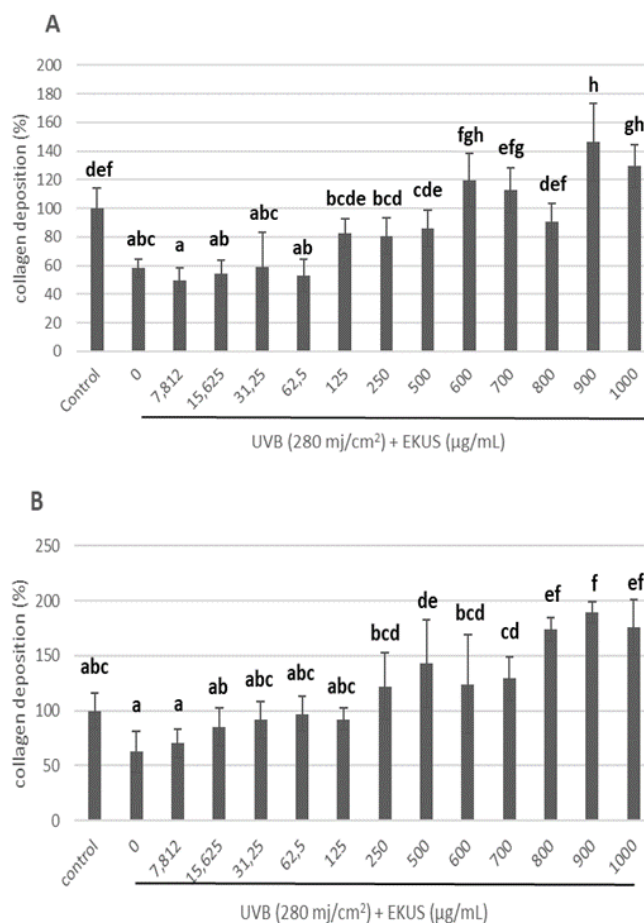 A
collagen deposition (%)
200
180
160
140
120
100
80
60
40
20
0
def
abc
a
ab
abc
ab
bcde
bcd
cde
fgh
efg
def
h
gh
Control
0
7,812
15,625
31,25
62,5
125
250
500
600
700
800
900
1000
UVB (280 mj/cm²) + EKUS (µg/mL)
B
collagen deposition (%)
250
200
150
100
50
0
abc
a
a
ab
abc
abc
abc
bcd
de
bcd
cd
ef
f
ef
control
0
7,812
15,625
31,25
62,5
125
250
500
600
700
800
900
1000
UVB (280 mj/cm²) + EKUS (µg/mL)